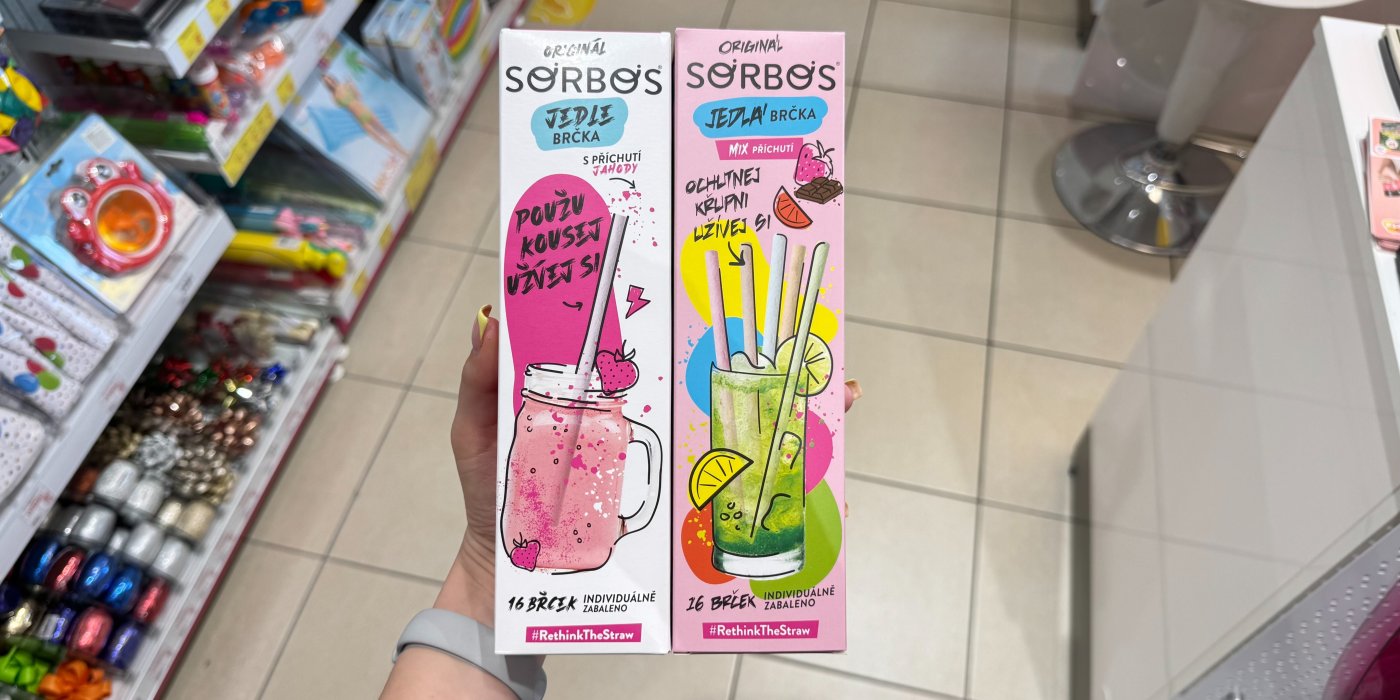 ORIGINÁL
SORBOS
JEDLÉ
BRČKA
S PŘÍCHUTÍ
JAHODY
POUŽIJ
KOUSEJ
UŽÍVEJ SI
16 BRČEK INDIVIDUÁLNĚ
ZABALENO
#RethinkTheStraw
ORIGINÁL
SORBOS
JEDLÁ BRČKA
MIX PŘÍCHUTÍ
OCHUTNEJ
KŘUPNI
UŽÍVEJ SI
16 BRČEK INDIVIDUÁLNĚ
ZABALENO
#RethinkTheStraw